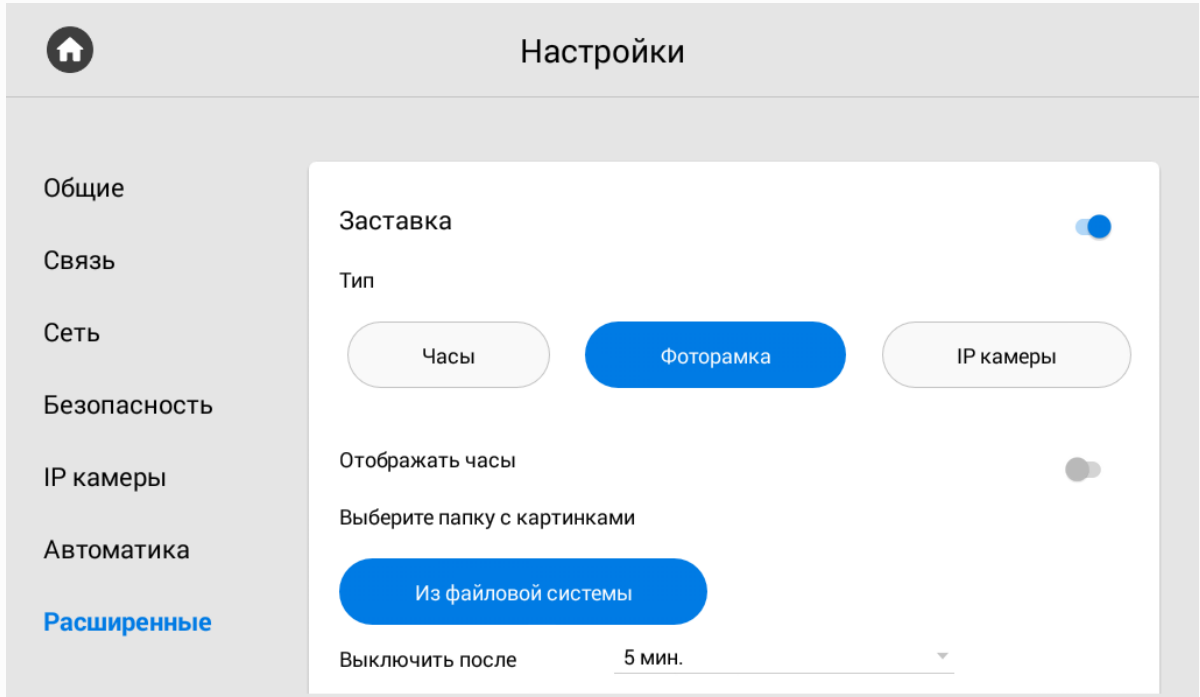 Настройки
Общие
Связь
Сеть
Безопасность
IP камеры
Автоматика
Расширенные
Заставка
Тип
Часы Фоторамка IP камеры
Отображать часы
Выберите папку с картинками
Из файловой системы
Выключить после 5 мин.